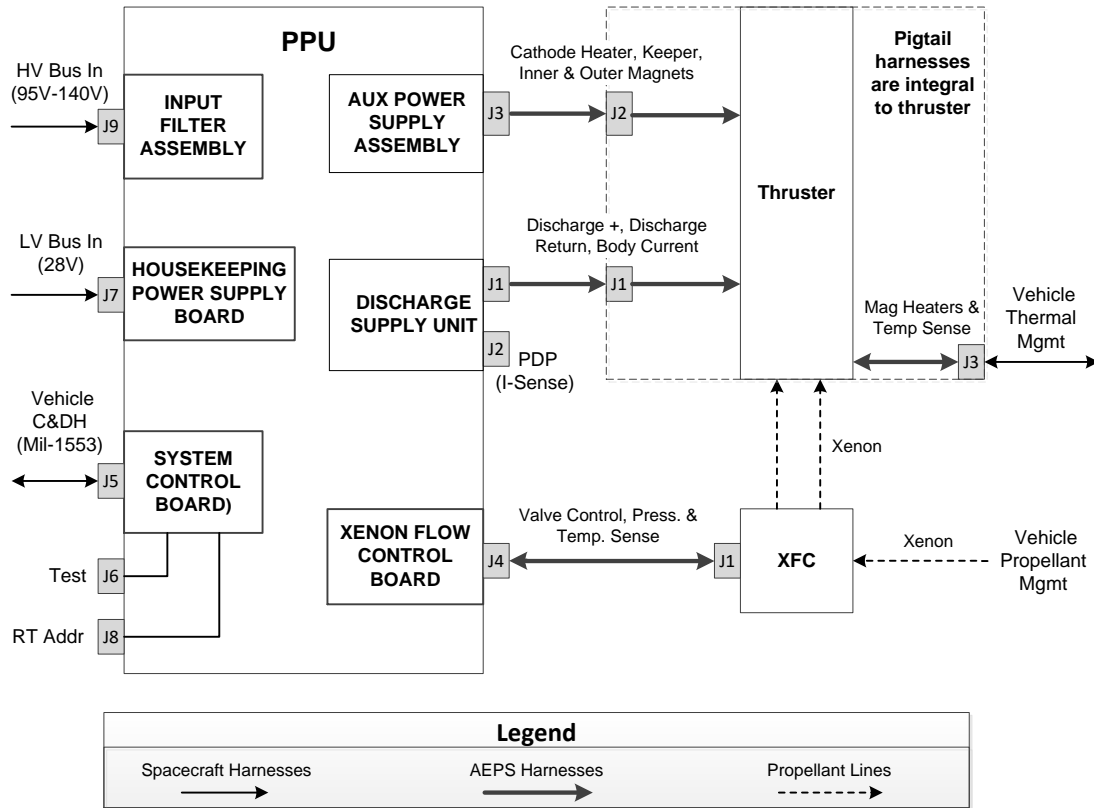 PPU
HV Bus In
(95V-140V)
J9
INPUT
FILTER
ASSEMBLY
AUX POWER
SUPPLY
ASSEMBLY
J3
Cathode Heater, Keeper,
Inner & Outer Magnets
J2
Thruster
Pigtail
harnesses
are integral
to thruster
LV Bus In
(28V)
J7
HOUSEKEEPING
POWER SUPPLY
BOARD
DISCHARGE
SUPPLY UNIT
J1
J2
PDP
(I-Sense)
Discharge +, Discharge
Return, Body Current
J1
Mag Heaters &
Temp Sense
J3
Vehicle
Thermal
Mgmt
Vehicle
C&DH
(Mil-1553)
J5
SYSTEM
CONTROL
BOARD)
Test
J6
RT Addr
J8
XENON FLOW
CONTROL
BOARD
J4
Valve Control, Press. &
Temp. Sense
J1
XFC
Xenon
Xenon
Vehicle
Propellant
Mgmt
Legend
Spacecraft Harnesses
AEPS Harnesses
Propellant Lines